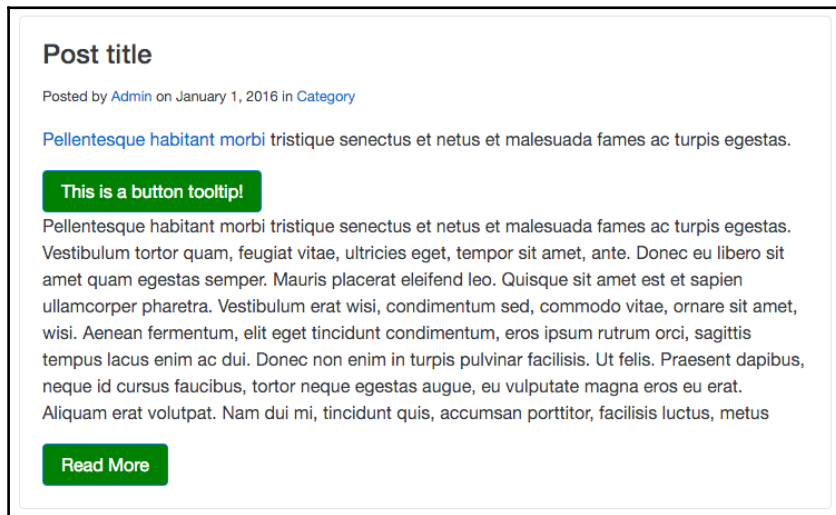 Post title
Posted by Admin on January 1, 2016 in Category
Pellentesque habitant morbi tristique senectus et netus et malesuada fames ac turpis egestas.
This is a button tooltip!
Pellentesque habitant morbi tristique senectus et netus et malesuada fames ac turpis egestas.
Vestibulum tortor quam, feugiat vitae, ultricies eget, tempor sit amet, ante. Donec eu libero sit
amet quam egestas semper. Mauris placerat eleifend leo. Quisque sit amet est et sapien
ullamcorper pharetra. Vestibulum erat wisi, condimentum sed, commodo vitae, ornare sit amet,
wisi. Aenean fermentum, elit eget tincidunt condimentum, eros ipsum rutrum orci, sagittis
tempus lacus enim ac dui. Donec non enim in turpis pulvinar facilisis. Ut felis. Praesent dapibus,
neque id cursus faucibus, tortor neque egestas augue, eu vulputate magna eros eu erat.
Aliquam erat volutpat. Nam dui mi, tincidunt quis, accumsan porttitor, facilisis luctus, metus
Read More